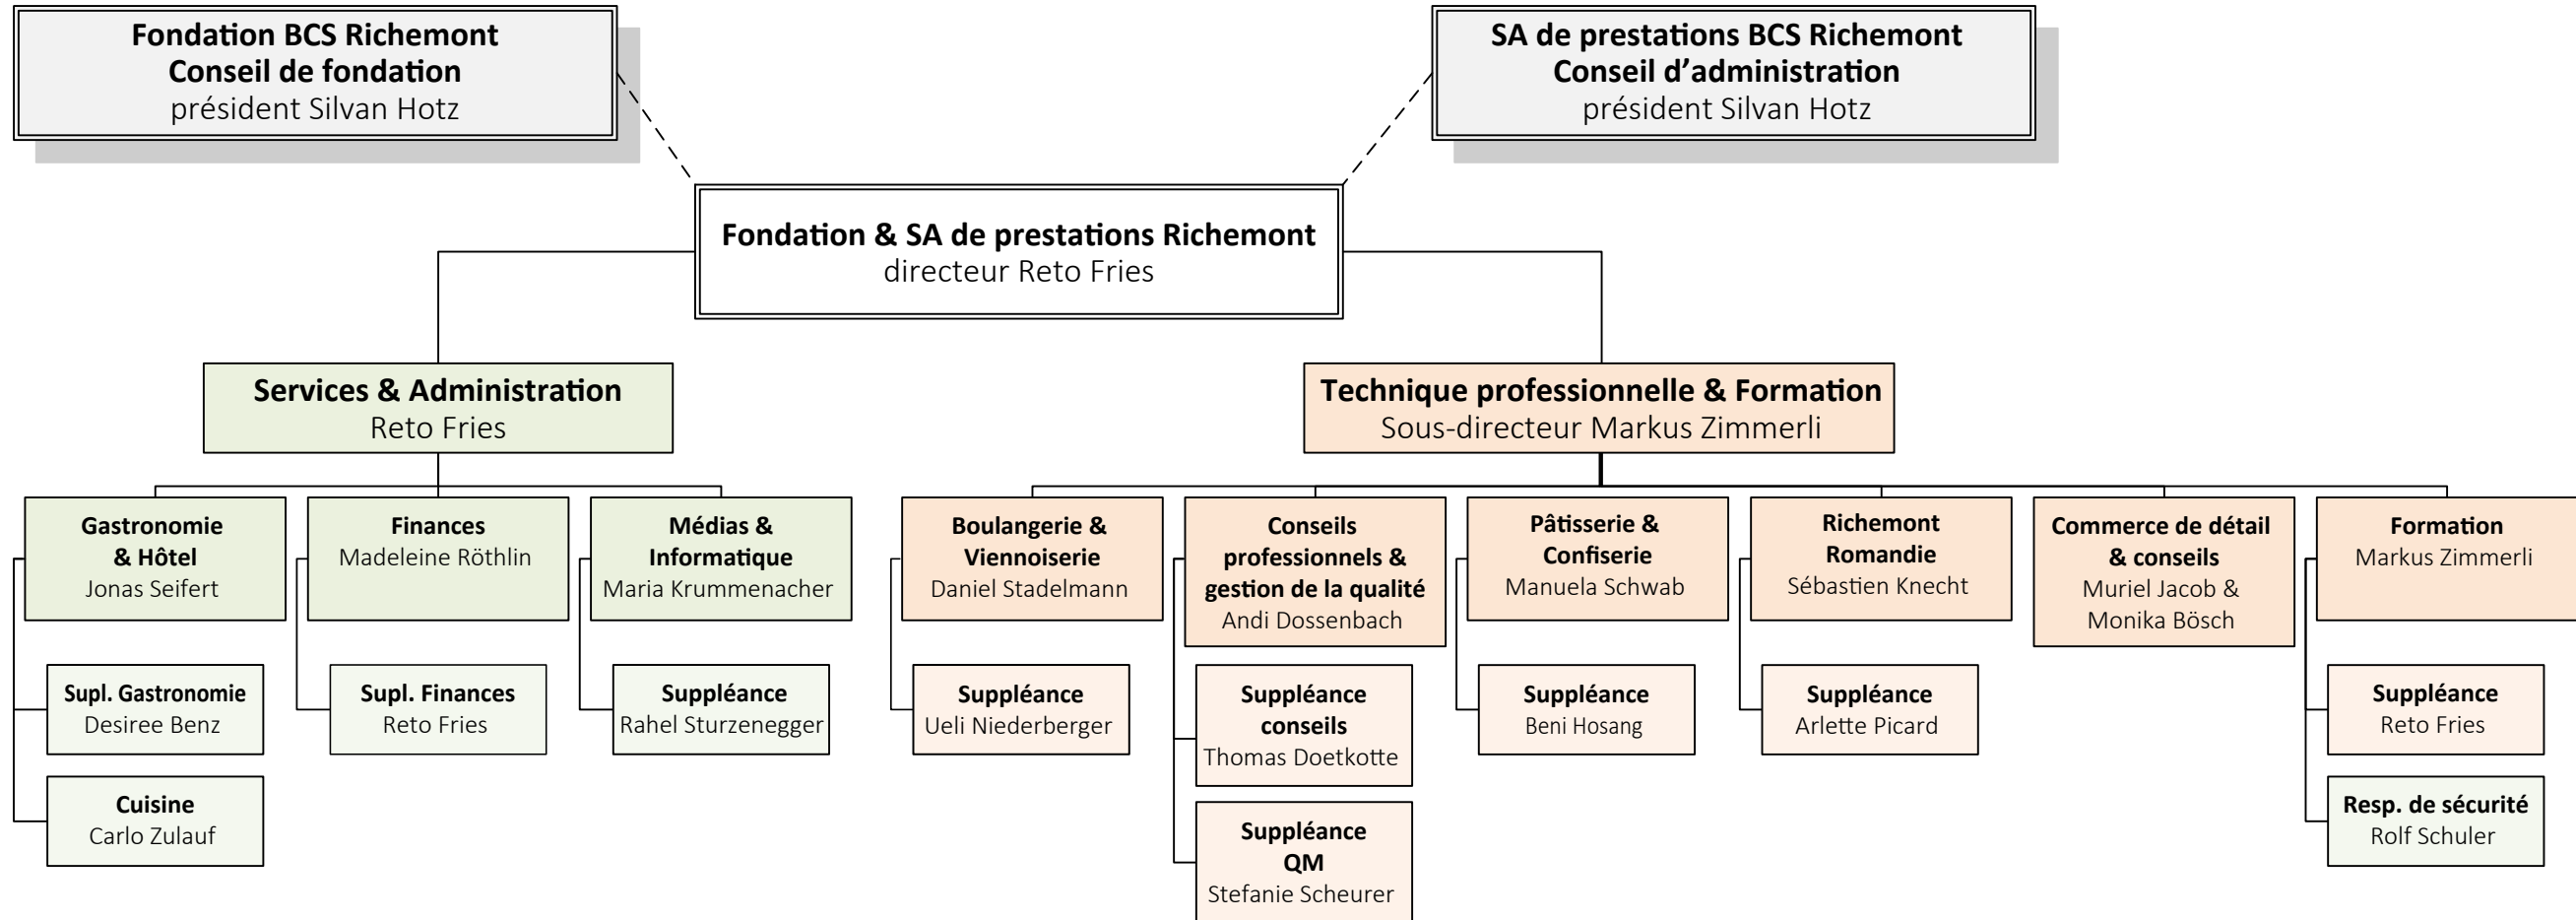 Fondation BCS Richemont
Conseil de fondation
président Silvan Hotz
SA de prestations BCS Richemont
Conseil d’administration
président Silvan Hotz
Fondation & SA de prestations Richemont
directeur Reto Fries
Services & Administration
Reto Fries
Technique professionnelle & Formation
Sous-directeur Markus Zimmerli
Gastronomie
& Hôtel
Jonas Seifert
Finances
Madeleine Röthlin
Médias &
Informatique
Maria Krummenacher
Boulangerie &
Viennoiserie
Daniel Stadelmann
Conseils
professionnels &
gestion de la qualité
Andi Dossenbach
Pâtisserie &
Confiserie
Manuela Schwab
Richemont
Romandie
Sébastien Knecht
Commerce de détail
& conseils
Muriel Jacob &
Monika Bösch
Formation
Markus Zimmerli
Supl. Gastronomie
Desiree Benz
Supl. Finances
Reto Fries
Suppléance
Rahel Sturzenegger
Suppléance
Ueli Niederberger
Suppléance
conseils
Thomas Doetkotte
Suppléance
Beni Hosang
Suppléance
Arlette Picard
Suppléance
Reto Fries
Cuisine
Carlo Zulauf
Suppléance
QM
Stefanie Scheurer
Resp. de sécurité
Rolf Schuler